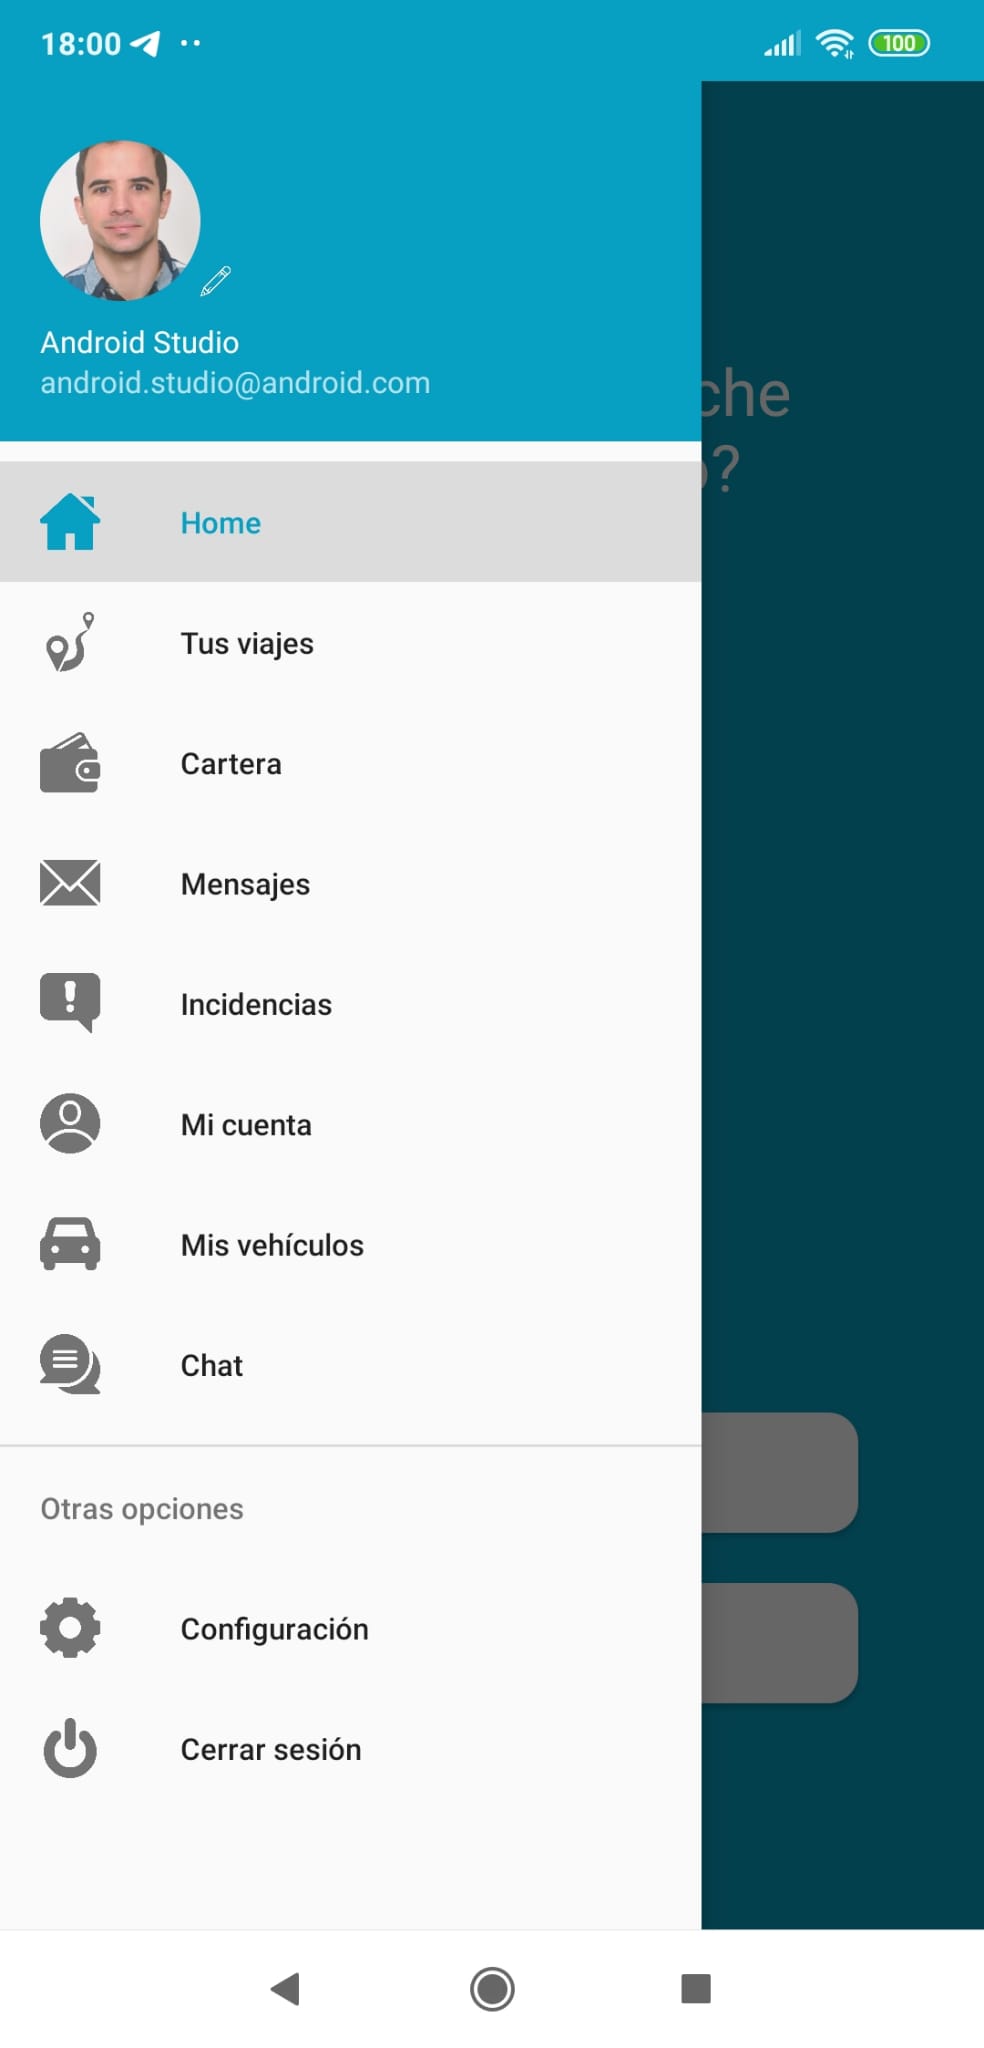 18:00
100
Android Studio
android.studio@android.com
che
?
Home
Tus viajes
Cartera
Mensajes
Incidencias
Mi cuenta
Mis vehículos
Chat
Otras opciones
Configuración
Cerrar sesión